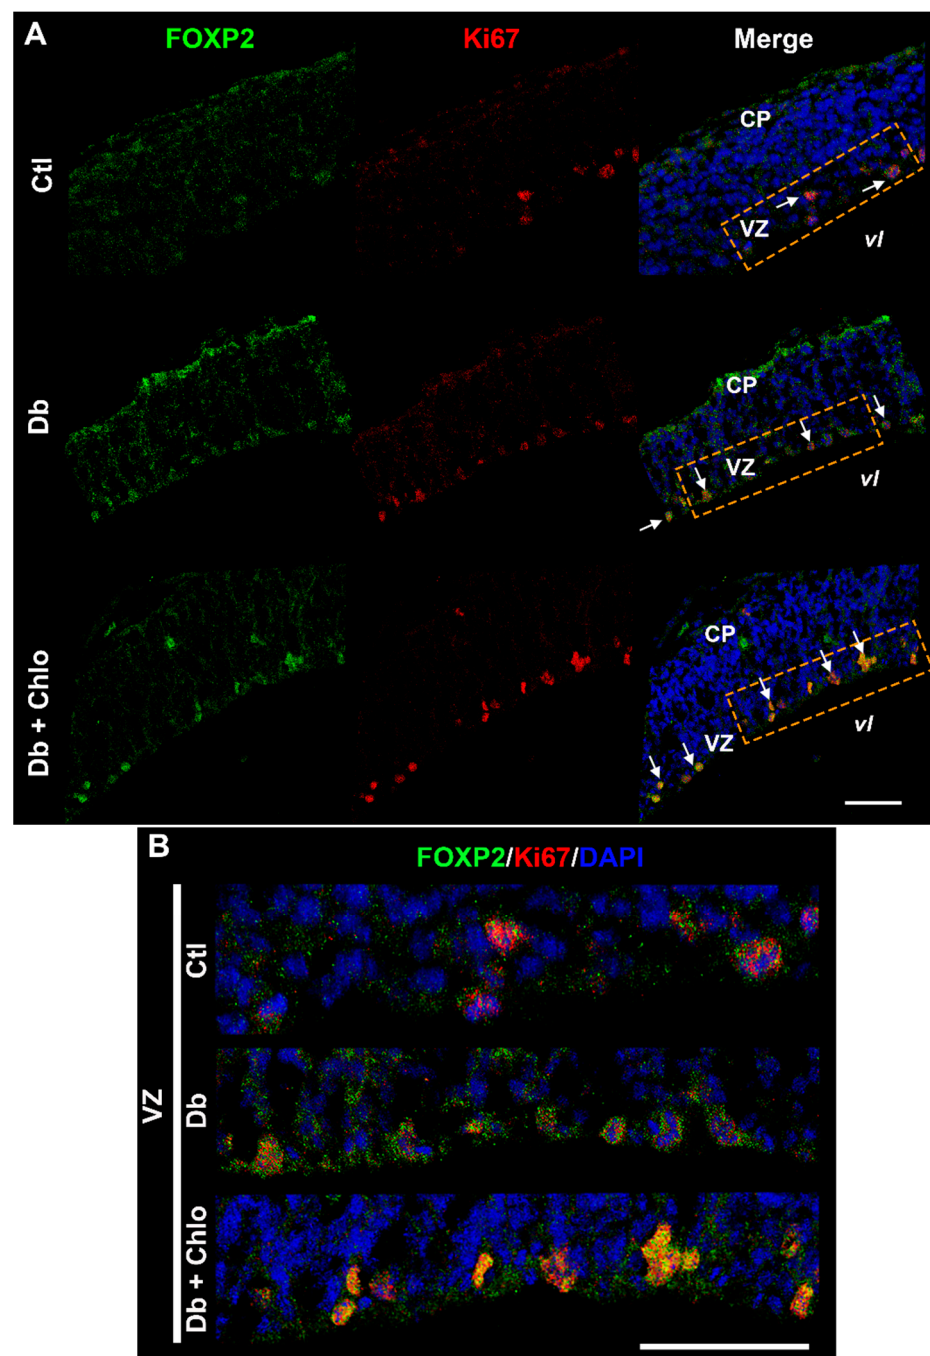 A
FOXP2 Ki67 Merge
Ctl
CP
VZ
vl
Db
CP
VZ
vl
Db + Chlo
CP
VZ
vl
B
FOXP2/Ki67/DAPI
VZ
Ctl
Db
Db + Chlo